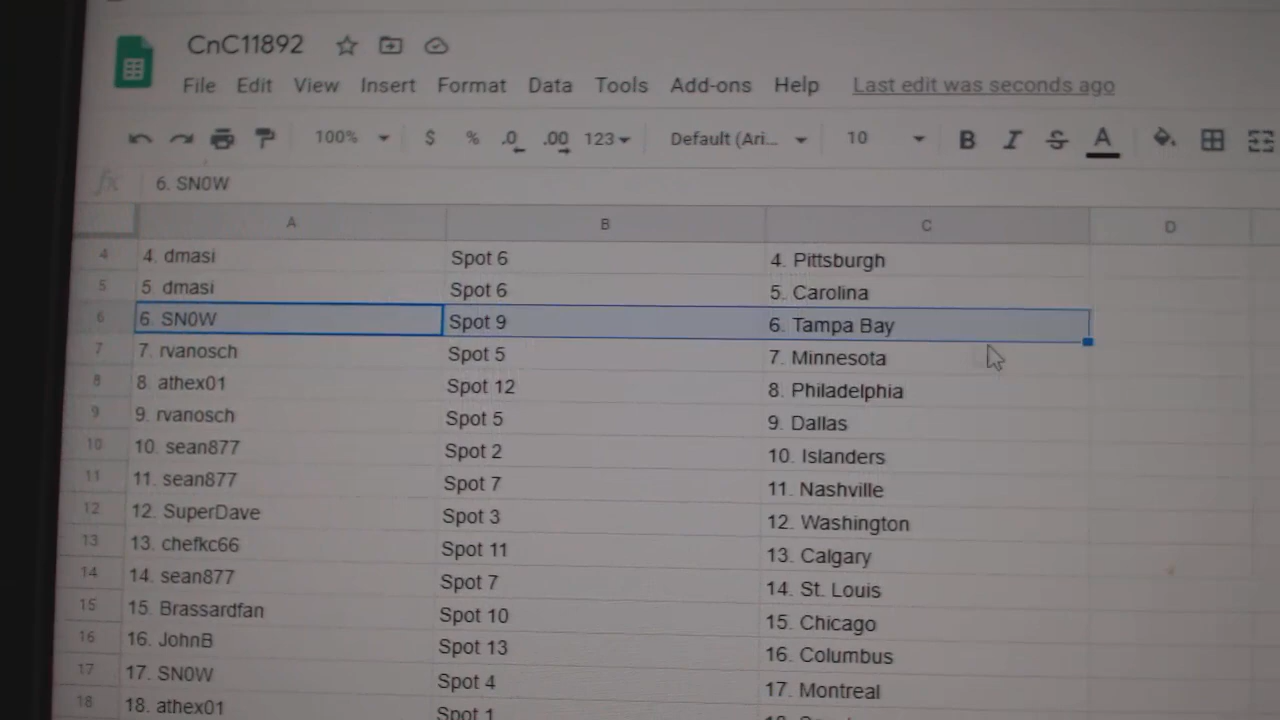 CnC11892
File Edit View Insert Format Data Tools Add-ons Help Last edit was seconds ago
100% $ % .0 .00 123 Default (Ari... 10 B I S A
fx 6. SN0W
A B C D
4 4. dmasi Spot 6 4. Pittsburgh
5 5. dmasi Spot 6 5. Carolina
6 6. SN0W Spot 9 6. Tampa Bay
7 7. rvanosch Spot 5 7. Minnesota
8 8. athex01 Spot 12 8. Philadelphia
9 9. rvanosch Spot 5 9. Dallas
10 10. sean877 Spot 2 10. Islanders
11 11. sean877 Spot 7 11. Nashville
12 12. SuperDave Spot 3 12. Washington
13 13. chefkc66 Spot 11 13. Calgary
14 14. sean877 Spot 7 14. St. Louis
15 15. Brassardfan Spot 10 15. Chicago
16 16. JohnB Spot 13 16. Columbus
17 17. SN0W Spot 4 17. Montreal
18 18. athex01 Spot 1